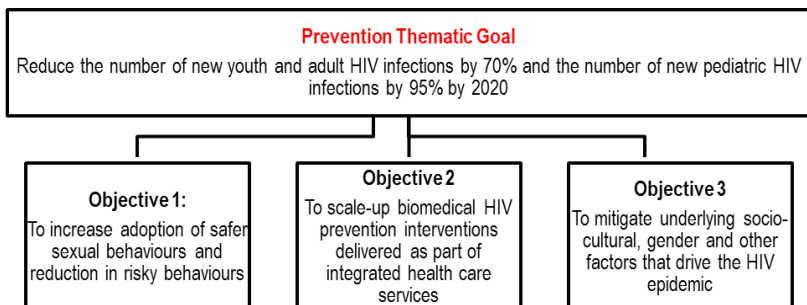 Prevention Thematic Goal
Reduce the number of new youth and adult HIV infections by 70% and the number of new pediatric HIV
infections by 95% by 2020
Objective 1:
To increase adoption of safer
sexual behaviours and
reduction in risky behaviours
Objective 2
To scale-up biomedical HIV
prevention interventions
delivered as part of
integrated health care
services
Objective 3
To mitigate underlying socio-
cultural, gender and other
factors that drive the HIV
epidemic